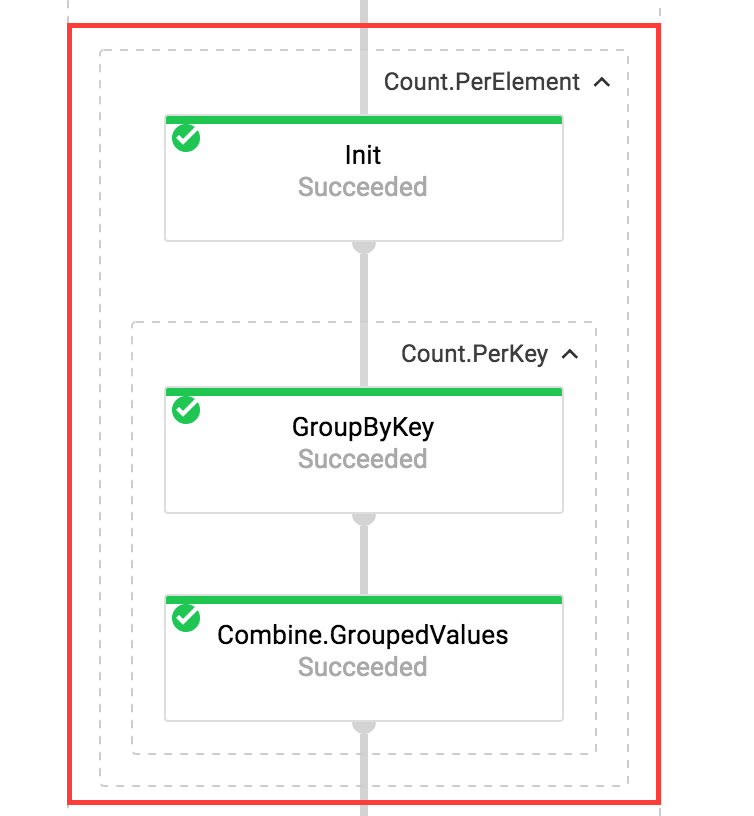 Count.PerElement
Init
Succeeded
Count.PerKey
GroupByKey
Succeeded
Combine.GroupedValues
Succeeded